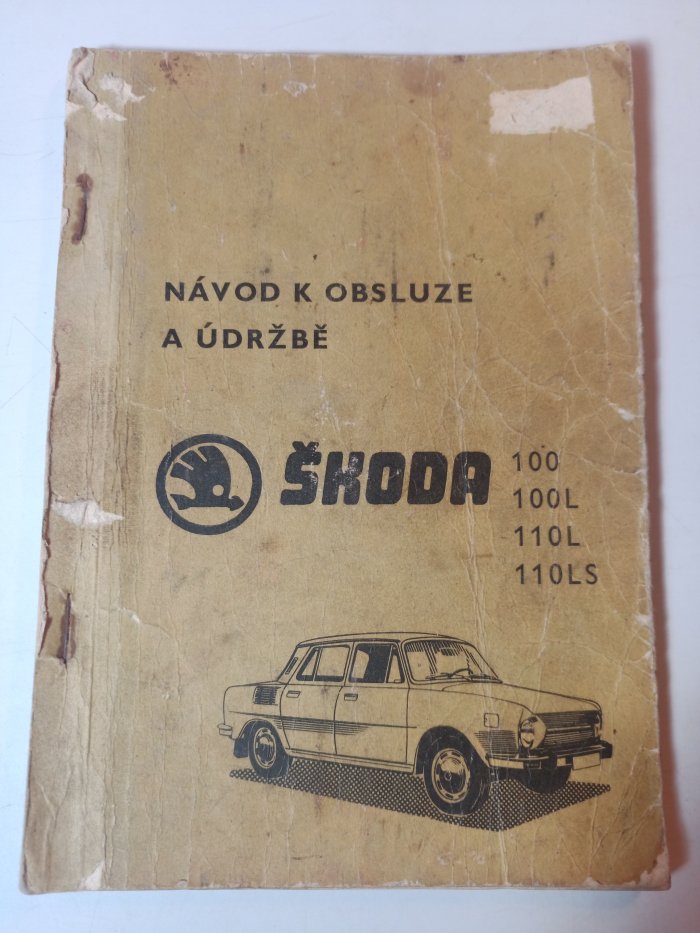 NÁVOD K OBSLUZE
A ÚDRŽBĚ
ŠKODA
100
100L
110L
110LS